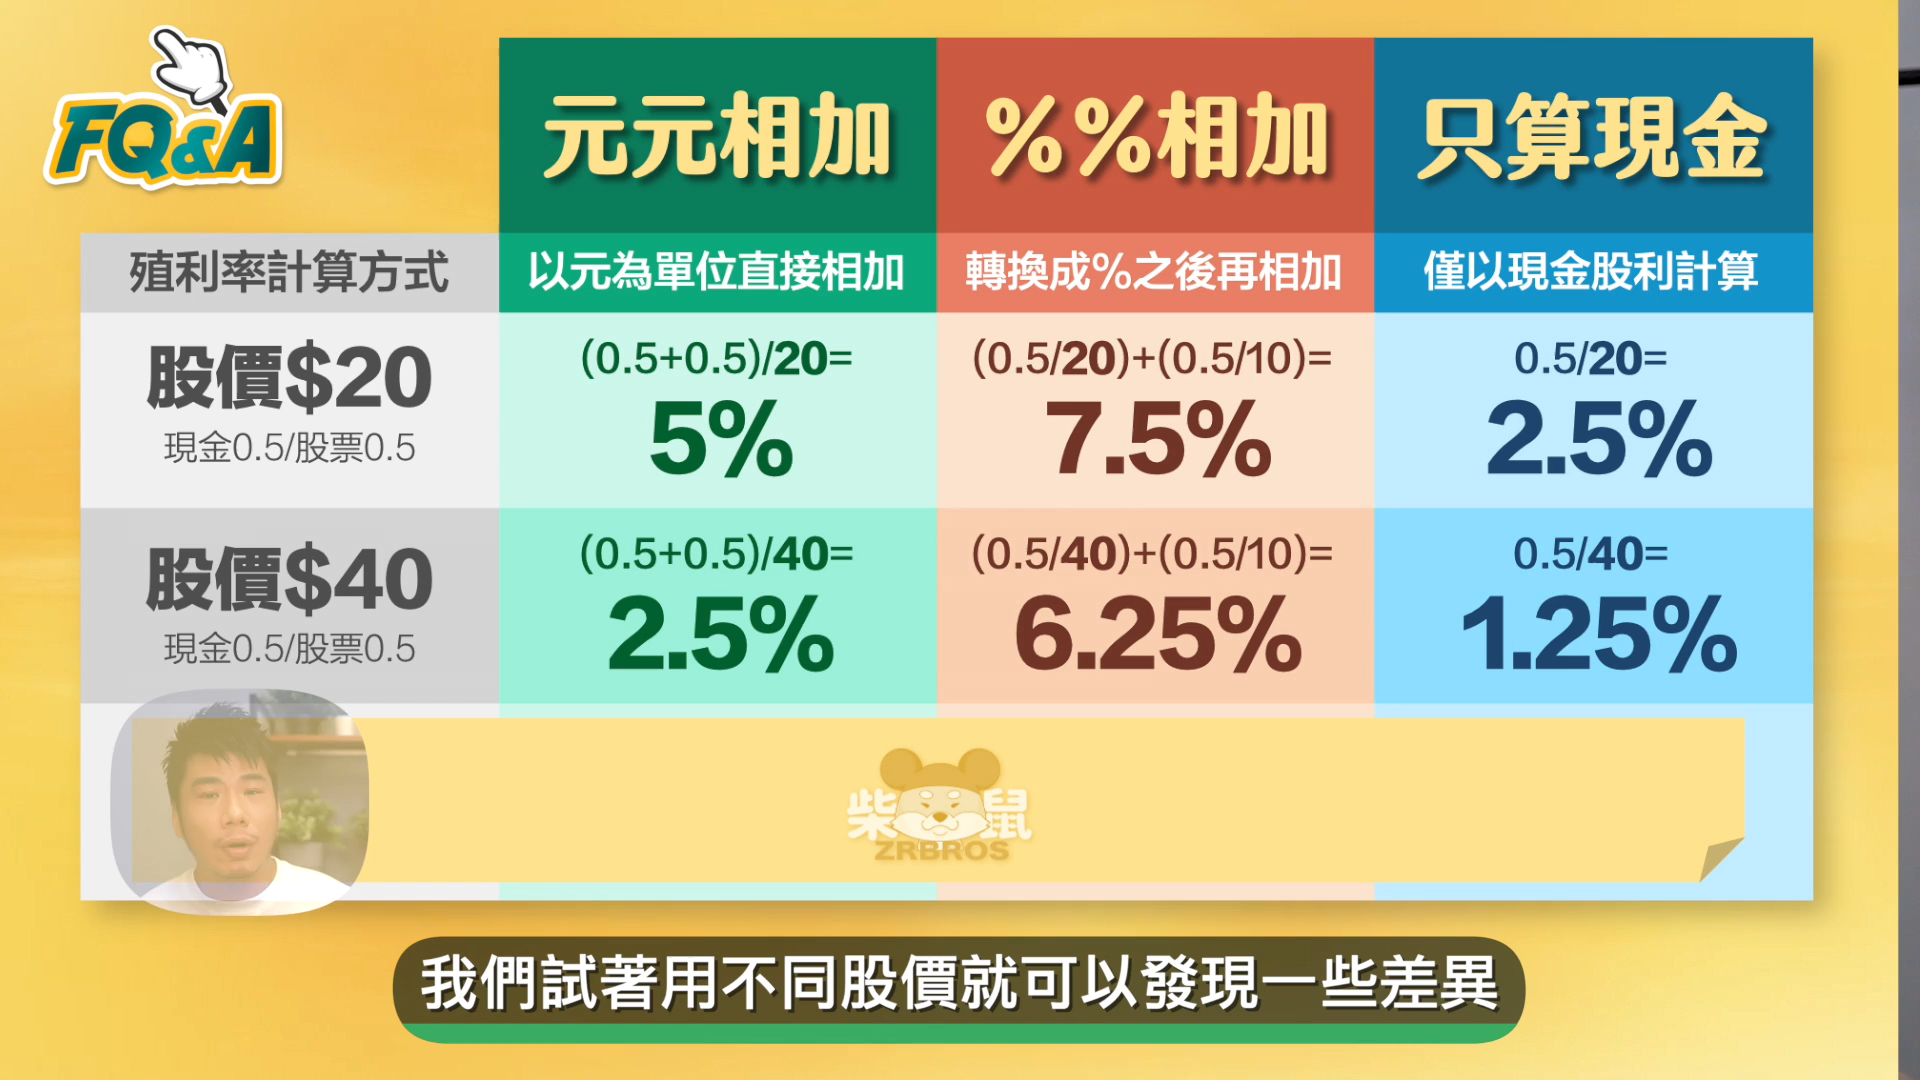 FQ&A
元元相加
%%相加
只算現金
殖利率計算方式
以元為單位直接相加
轉換成%之後再相加
僅以現金股利計算
股價$20
現金0.5/股票0.5
(0.5+0.5)/20=
5%
(0.5/20)+(0.5/10)=
7.5%
0.5/20=
2.5%
股價$40
現金0.5/股票0.5
(0.5+0.5)/40=
2.5%
(0.5/40)+(0.5/10)=
6.25%
0.5/40=
1.25%
柴鼠
ZRBROS
我們試著用不同股價就可以發現一些差異